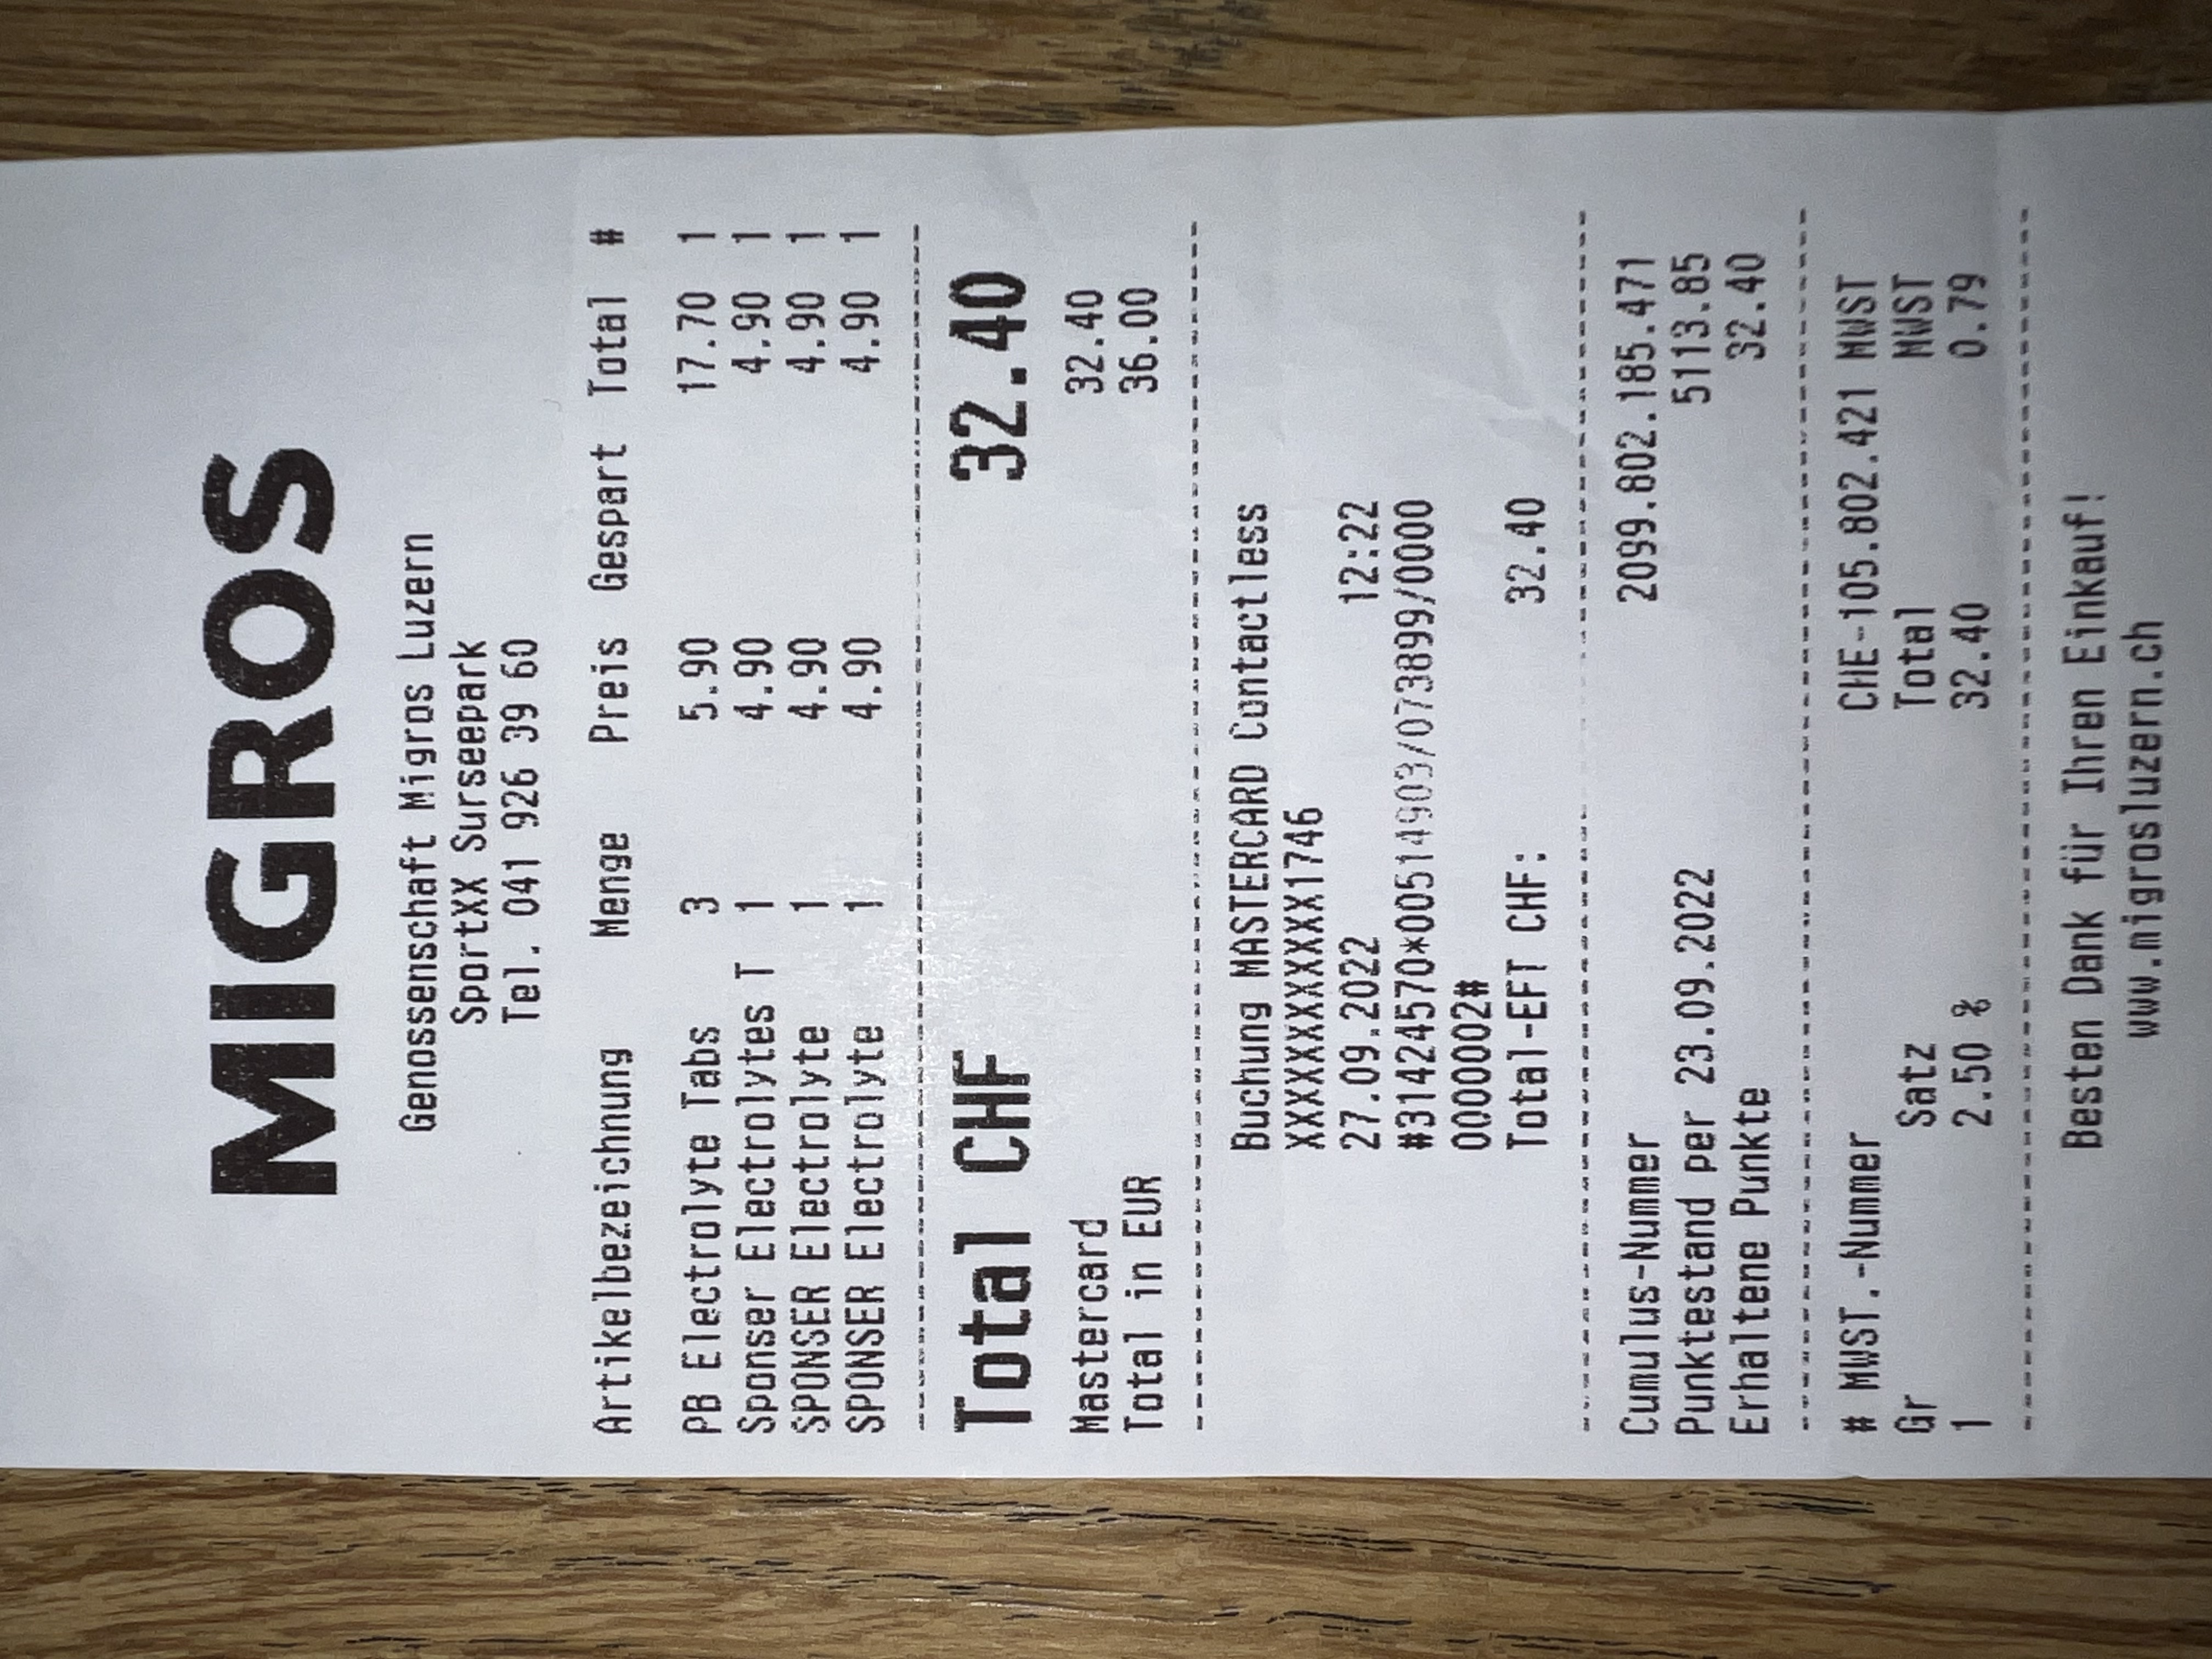 MIGROS
Genossenschaft Migros Luzern
SportXX Surseepark
Tel. 041 926 39 60
Artikelbezeichnung Menge Preis Gespart Total #
PB Electrolyte Tabs 3 5.90 17.70 1
Sponser Electrolytes T 1 4.90 4.90 1
SPONSER Electrolyte 1 4.90 4.90 1
SPONSER Electrolyte 1 4.90 4.90 1
Total CHF 32.40
Mastercard 32.40
Total in EUR 36.00
Buchung MASTERCARD Contactless
XXXXXXXXXXXX1746
27.09.2022 12:22
#31424570*00514903/073899/0000
0000002#
Total-EFT CHF: 32.40
Cumulus-Nummer 2099.802.185.471
Punktestand per 23.09.2022 5113.85
Erhaltene Punkte 32.40
# MWST.-Nummer CHE-105.802.421 MWST
Gr Satz Total MWST
1 2.50 % 32.40 0.79
Besten Dank für Ihren Einkauf!
www.migrosluzern.ch